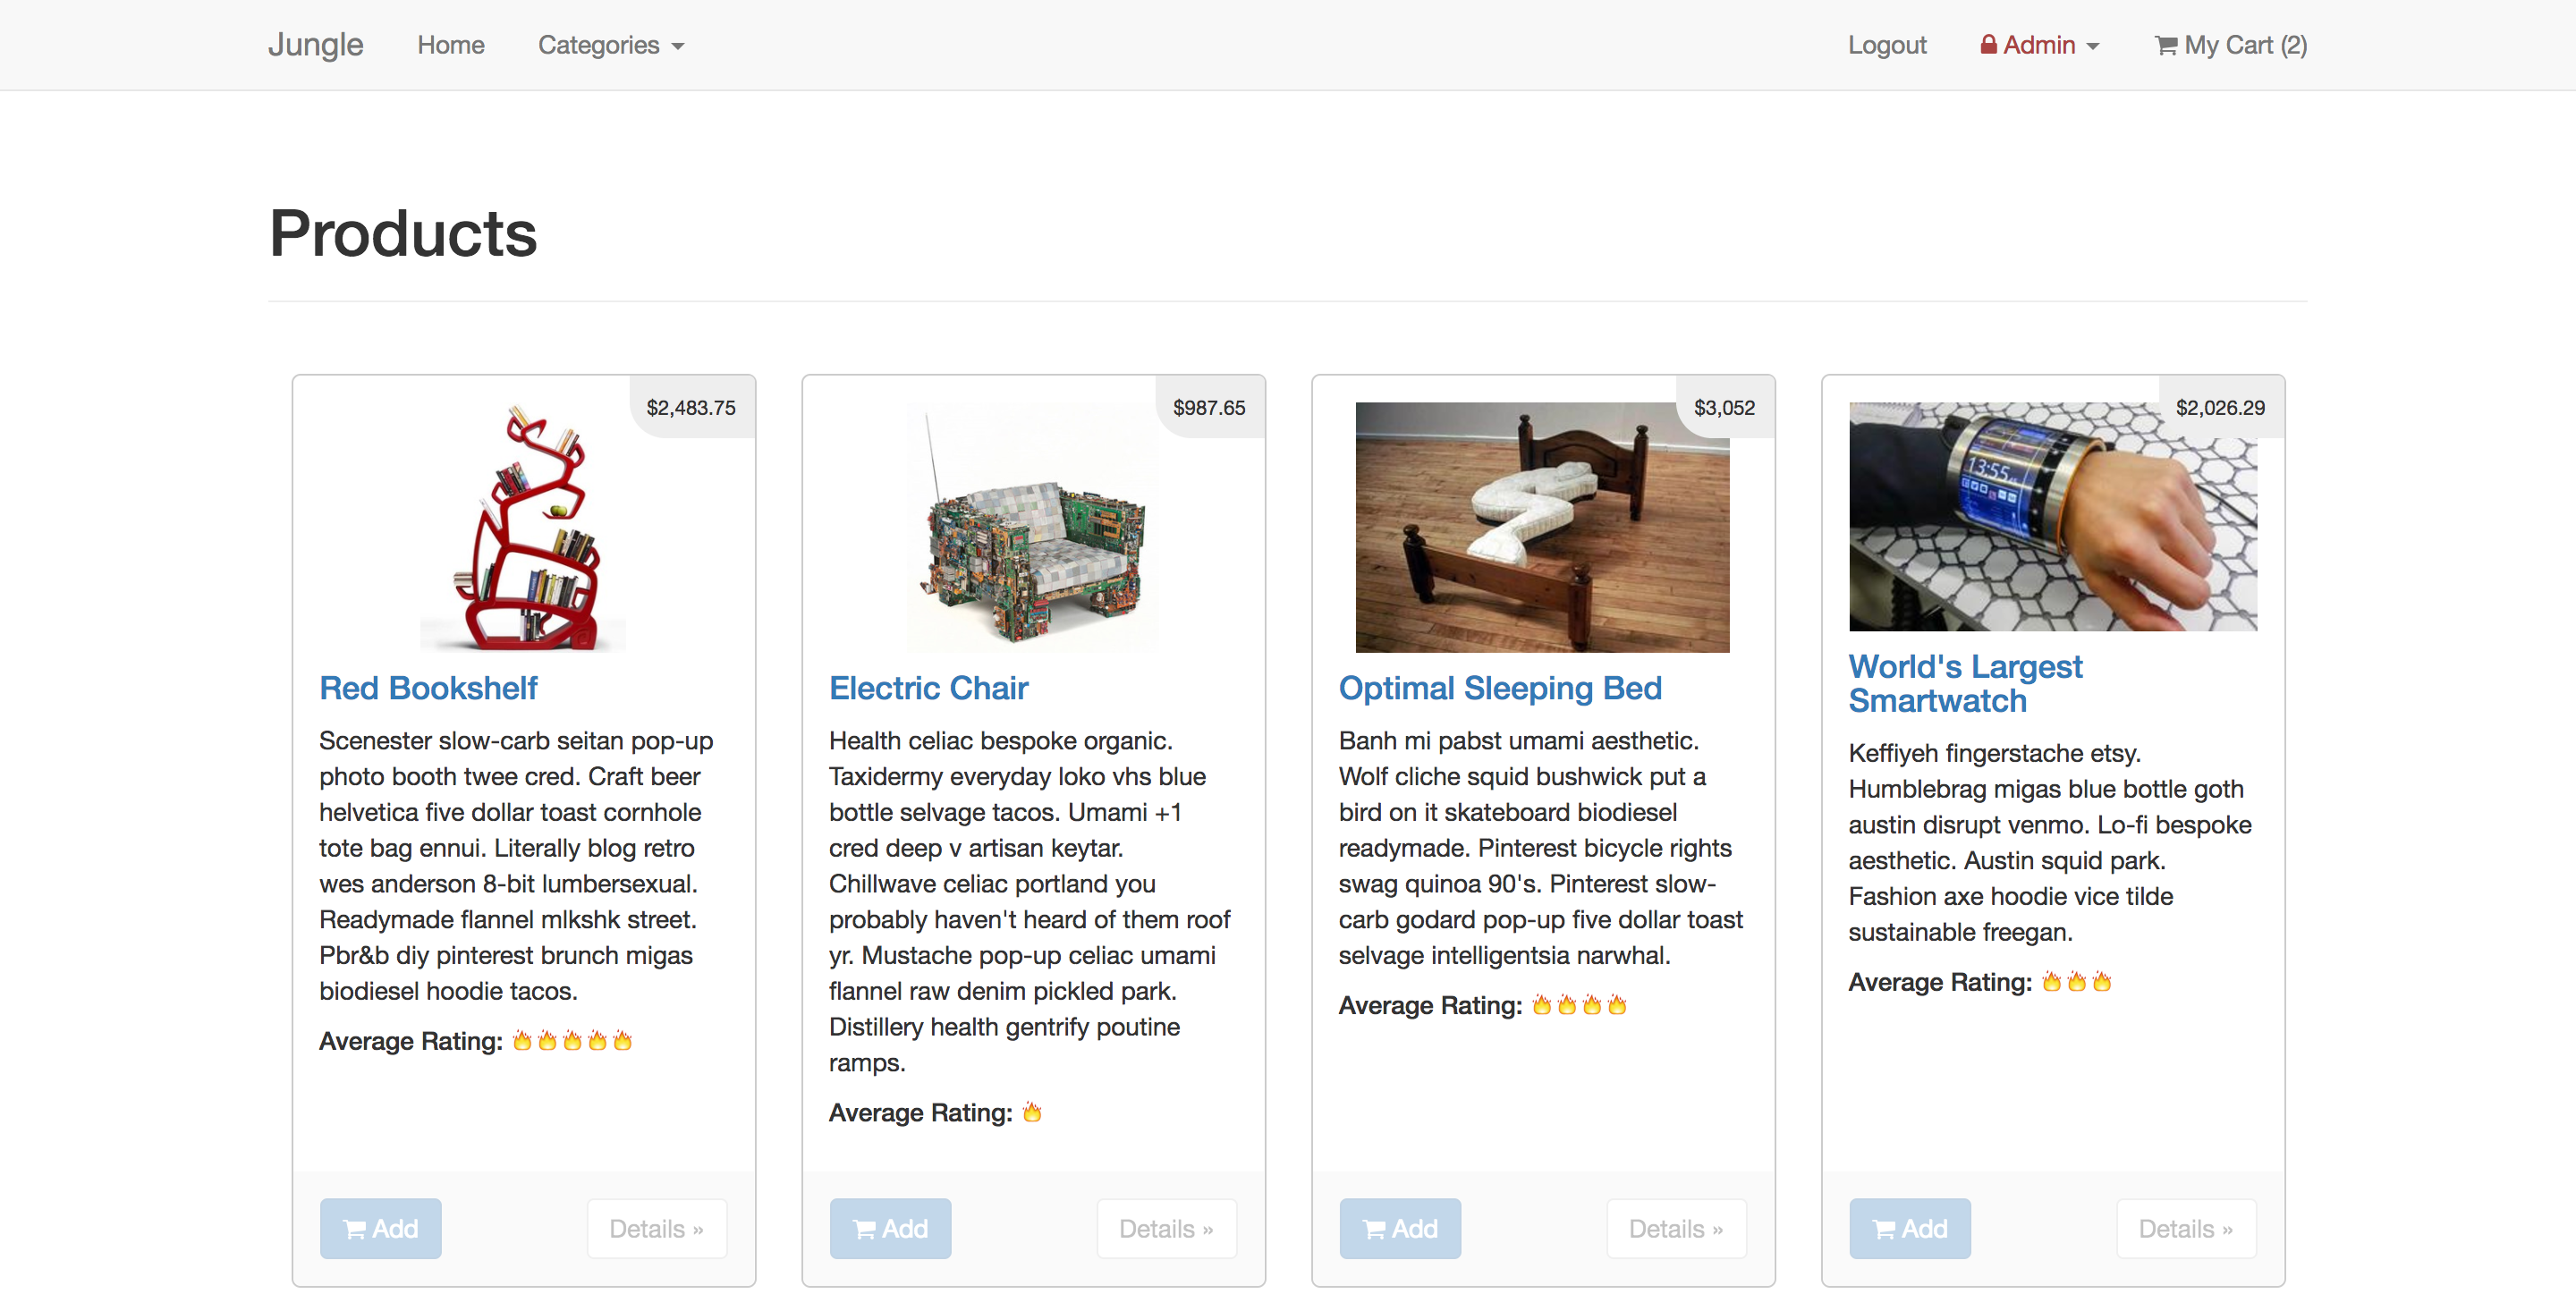 Jungle Home Categories Logout Admin My Cart (2)
Products
$2,483.75
Red Bookshelf
Scenester slow-carb seitan pop-up
photo booth twee cred. Craft beer
helvetica five dollar toast cornhole
tote bag ennui. Literally blog retro
wes anderson 8-bit lumbersexual.
Readymade flannel mlkshk street.
Pbr&b diy pinterest brunch migas
biodiesel hoodie tacos.
Average Rating: 🔥🔥🔥🔥🔥
Add Details »
$987.65
Electric Chair
Health celiac bespoke organic.
Taxidermy everyday loko vhs blue
bottle selvage tacos. Umami +1
cred deep v artisan keytar.
Chillwave celiac portland you
probably haven't heard of them roof
yr. Mustache pop-up celiac umami
flannel raw denim pickled park.
Distillery health gentrify poutine
ramps.
Average Rating: 🔥
Add Details »
$3,052
Optimal Sleeping Bed
Banh mi pabst umami aesthetic.
Wolf cliche squid bushwick put a
bird on it skateboard biodiesel
readymade. Pinterest bicycle rights
swag quinoa 90's. Pinterest slow-
carb godard pop-up five dollar toast
selvage intelligentsia narwhal.
Average Rating: 🔥🔥🔥🔥
Add Details »
$2,026.29
13:55
World's Largest
Smartwatch
Keffiyeh fingerstache etsy.
Humblebrag migas blue bottle goth
austin disrupt venmo. Lo-fi bespoke
aesthetic. Austin squid park.
Fashion axe hoodie vice tilde
sustainable freegan.
Average Rating: 🔥🔥🔥
Add Details »